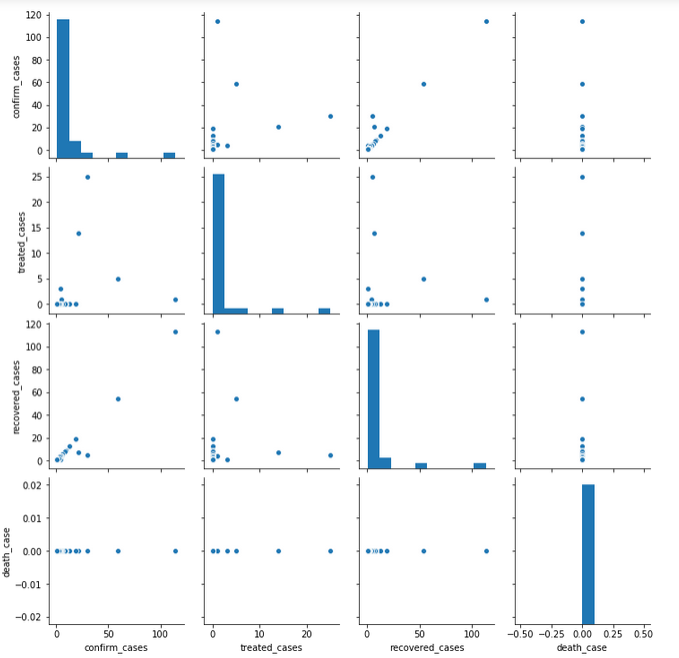 120
100
80
60
40
20
0
confirm_cases
25
20
15
10
5
0
treated_cases
120
100
80
60
40
20
0
recovered_cases
0.02
0.01
0.00
−0.01
−0.02
death_case
0 50 100
confirm_cases
0 10 20
treated_cases
0 50 100
recovered_cases
−0.50 −0.25 0.00 0.25 0.50
death_case